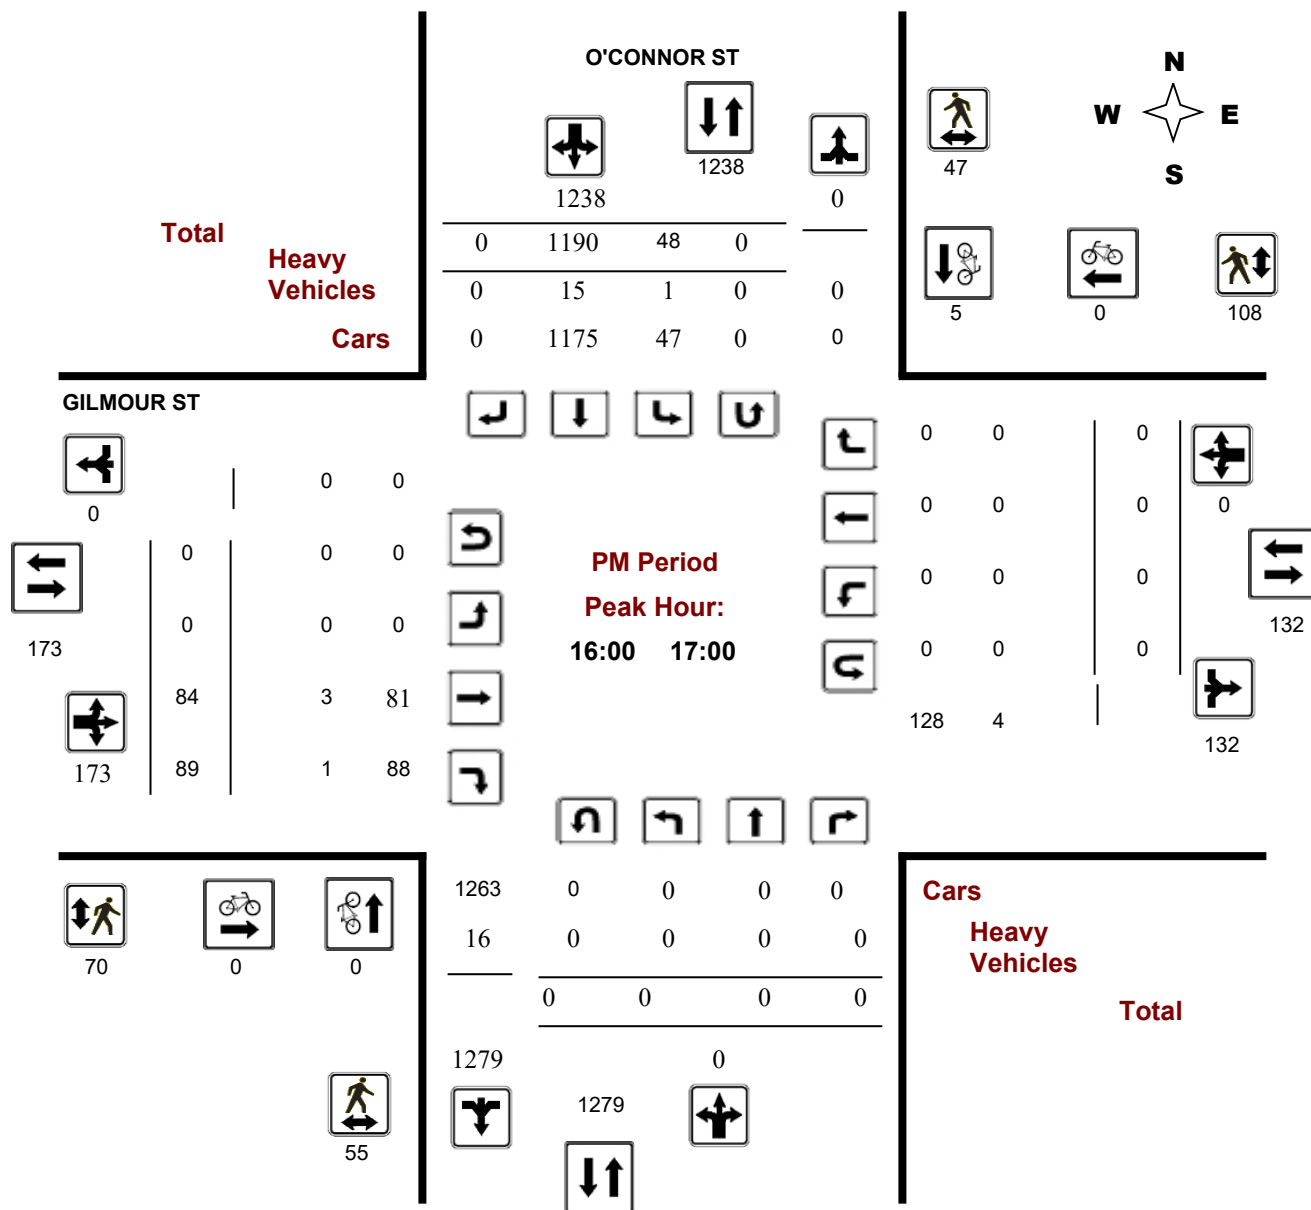 O'CONNOR ST
N
W E
S
1238
47
1238 0
Total
0 1190 48 0
Heavy
Vehicles
0 15 1 0 0
5 0 108
Cars
0 1175 47 0 0
GILMOUR ST
0 0 0
0 0
0
0 0 0 0
0 0 0
PM Period
0 0 0
Peak Hour:
0 0 0
132
173
16:00 17:00
0 0 0
84 3 81
128 4
132
173
89 1 88
1263 0 0 0 0
Cars
16 0 0 0 0
Heavy
Vehicles
70 0 0
0 0 0 0
Total
1279 0
1279
55